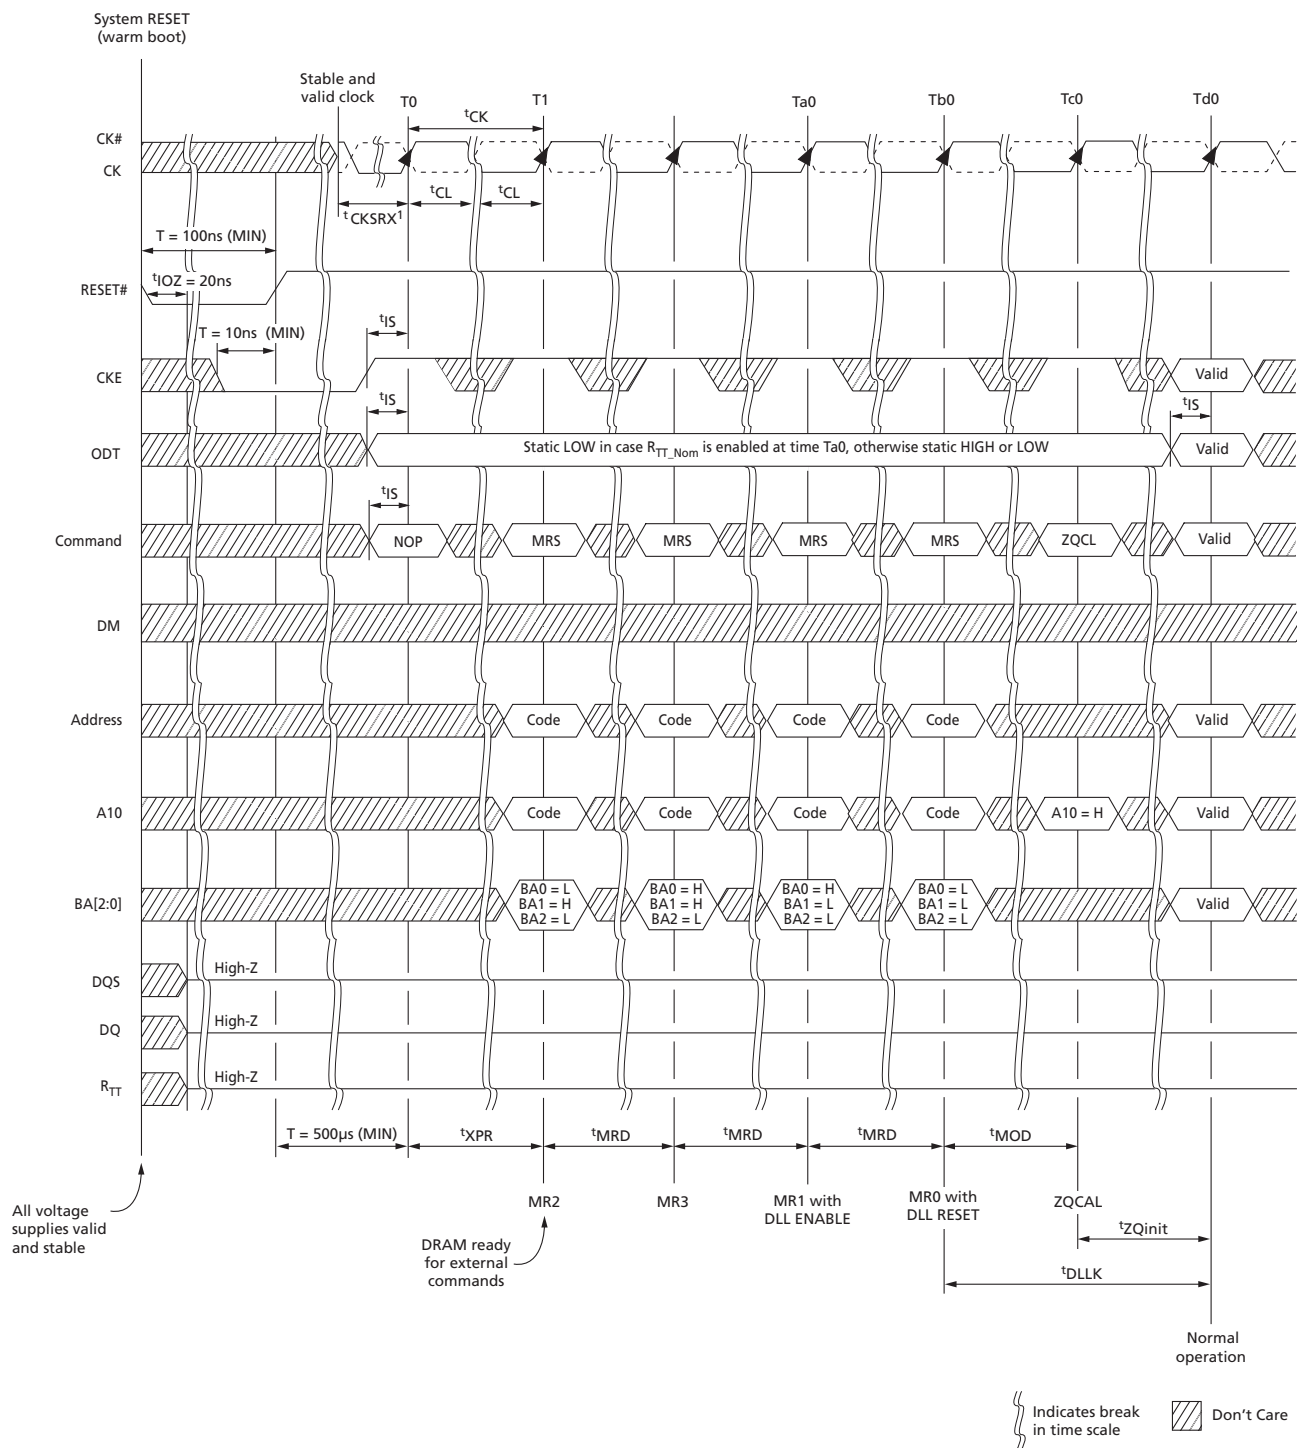 System RESET
(warm boot)
Stable and
valid clock
T0
T1
Ta0
Tb0
Tc0
Td0
tCK
CK#
CK
tCL
tCL
tCKSRX1
T = 100ns (MIN)
tIOZ = 20ns
RESET#
T = 10ns (MIN)
tIS
CKE
Valid
tIS
tIS
ODT
Static LOW in case RTT_Nom is enabled at time Ta0, otherwise static HIGH or LOW
Valid
tIS
Command
NOP
MRS
MRS
MRS
MRS
ZQCL
Valid
DM
Address
Code
Code
Code
Code
Valid
A10
Code
Code
Code
Code
A10 = H
Valid
BA[2:0]
BA0 = L
BA1 = H
BA2 = L
BA0 = H
BA1 = H
BA2 = L
BA0 = H
BA1 = L
BA2 = L
BA0 = L
BA1 = L
BA2 = L
Valid
DQS
High-Z
DQ
High-Z
RTT
High-Z
T = 500μs (MIN)
tXPR
tMRD
tMRD
tMRD
tMOD
All voltage
supplies valid
and stable
MR2
MR3
MR1 with
DLL ENABLE
MR0 with
DLL RESET
ZQCAL
DRAM ready
for external
commands
tZQinit
tDLLK
Normal
operation
Indicates break
in time scale
Don't Care